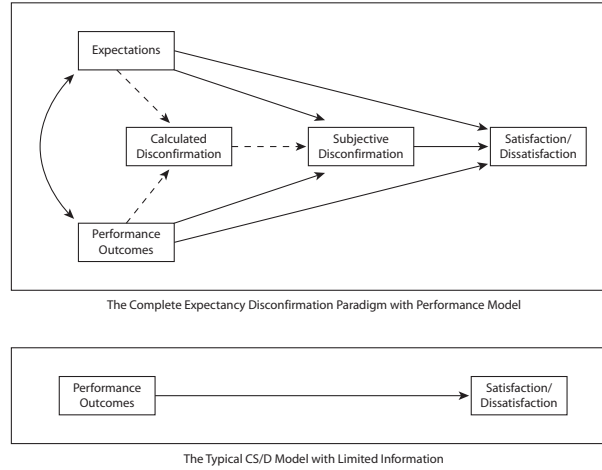 Expectations
Calculated
Disconfirmation
Subjective
Disconfirmation
Satisfaction/
Dissatisfaction
Performance
Outcomes
The Complete Expectancy Disconfirmation Paradigm with Performance Model
Performance
Outcomes
Satisfaction/
Dissatisfaction
The Typical CS/D Model with Limited Information